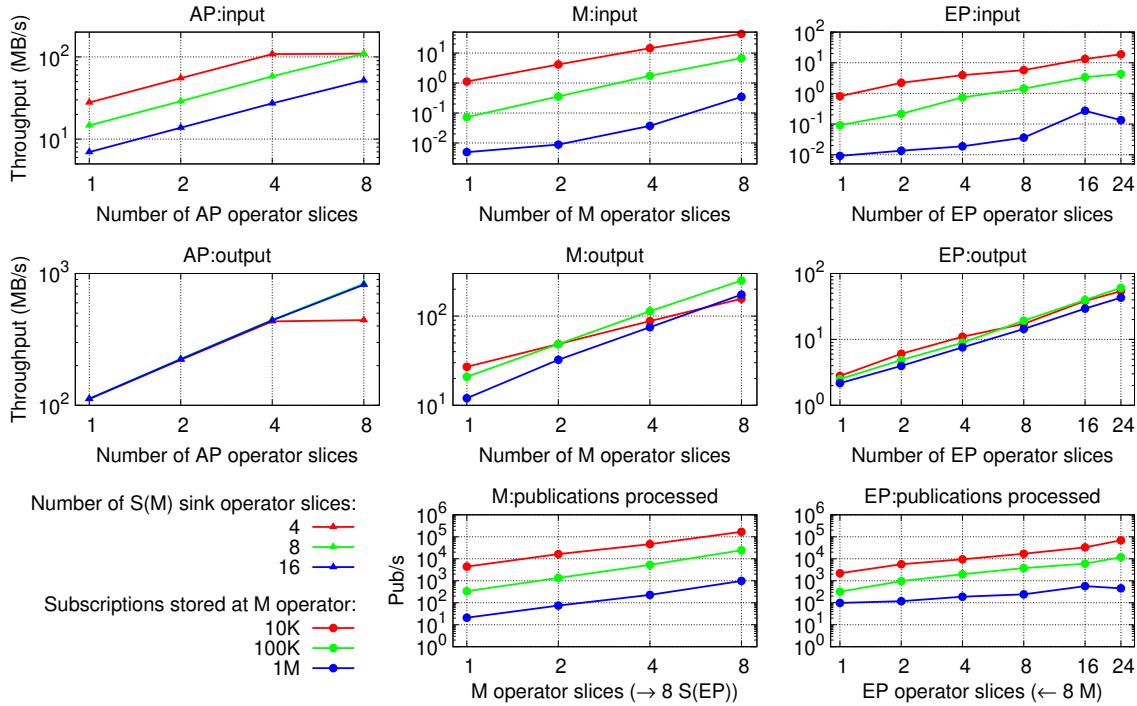 AP:input
M:input
EP:input
Throughput (MB/s)
10^2
10^1
1 2 4 8
Number of AP operator slices
10^1
10^0
10^-1
10^-2
1 2 4 8
Number of M operator slices
10^2
10^1
10^0
10^-1
10^-2
1 2 4 8 16 24
Number of EP operator slices
AP:output
M:output
EP:output
Throughput (MB/s)
10^3
10^2
1 2 4 8
Number of AP operator slices
10^2
10^1
1 2 4 8
Number of M operator slices
10^2
10^1
10^0
1 2 4 8 16 24
Number of EP operator slices
Number of S(M) sink operator slices:
4
8
16
Subscriptions stored at M operator:
10K
100K
1M
M:publications processed
Pub/s
10^6
10^5
10^4
10^3
10^2
10^1
10^0
1 2 4 8
M operator slices (→ 8 S(EP))
EP:publications processed
10^6
10^5
10^4
10^3
10^2
10^1
10^0
1 2 4 8 16 24
EP operator slices (← 8 M)